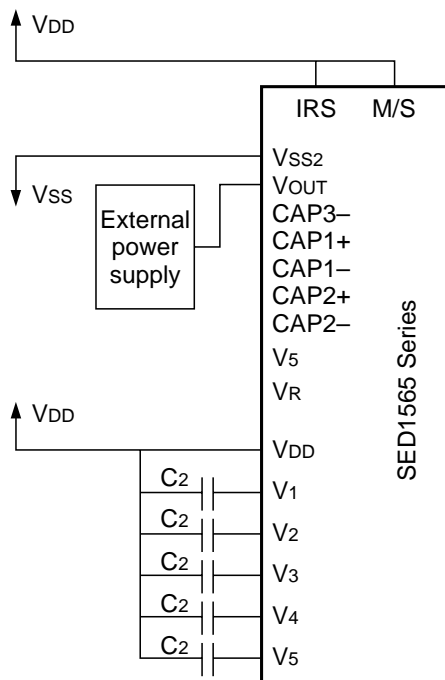 VDD
IRS M/S
VSS2
VSS
VOUT
External
power
supply
CAP3–
CAP1+
CAP1–
CAP2+
CAP2–
V5
VR
SED1565 Series
VDD
VDD
C2
V1
C2
V2
C2
V3
C2
V4
C2
V5